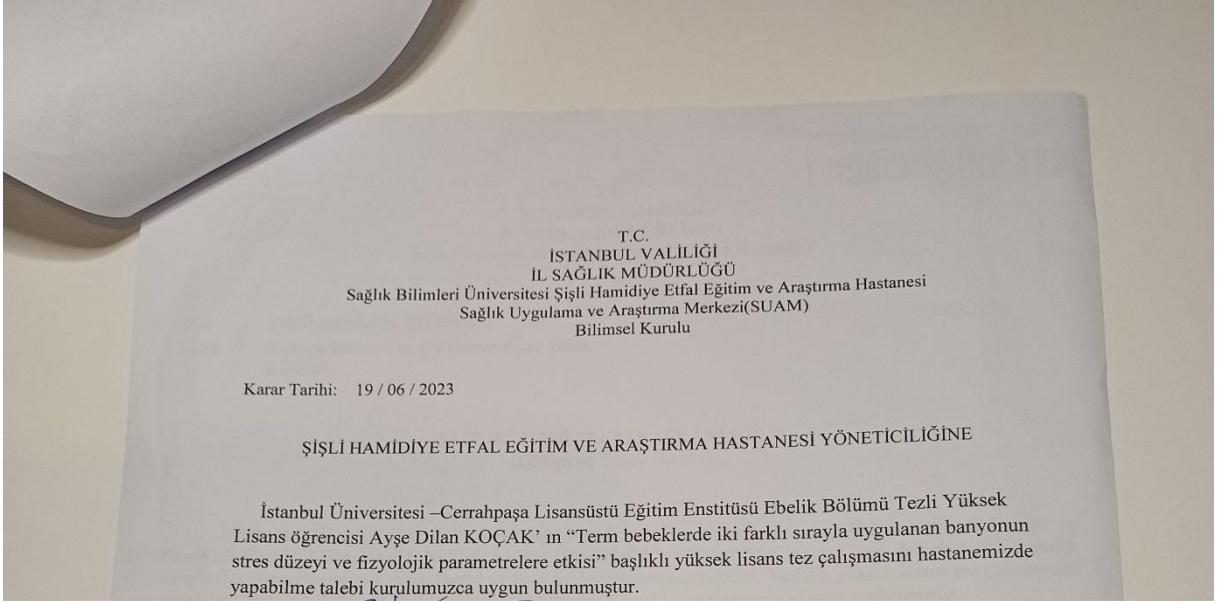 T.C.
İSTANBUL VALİLİĞİ
İL SAĞLIK MÜDÜRLÜĞÜ
Sağlık Bilimleri Üniversitesi Şişli Hamidiye Etfal Eğitim ve Araştırma Hastanesi
Sağlık Uygulama ve Araştırma Merkezi(SUAM)
Bilimsel Kurulu
Karar Tarihi: 19 / 06 / 2023
ŞİŞLİ HAMİDİYE ETFAL EĞİTİM VE ARAŞTIRMA HASTANESİ YÖNETİCİLİĞİNE
İstanbul Üniversitesi –Cerrahpaşa Lisansüstü Eğitim Enstitüsü Ebelik Bölümü Tezli Yüksek
Lisans öğrencisi Ayşe Dilan KOÇAK’ ın “Term bebeklerde iki farklı sırayla uygulanan banyonun
stres düzeyi ve fizyolojik parametrelere etkisi” başlıklı yüksek lisans tez çalışmasını hastanemizde
yapabilme talebi kurulumuzca uygun bulunmuştur.